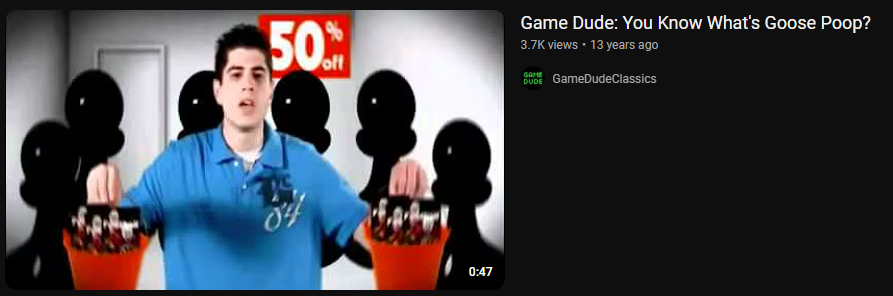 50%
off
84
0:47
Game Dude: You Know What's Goose Poop?
3.7K views • 13 years ago
GAME
DUDE
GameDudeClassics